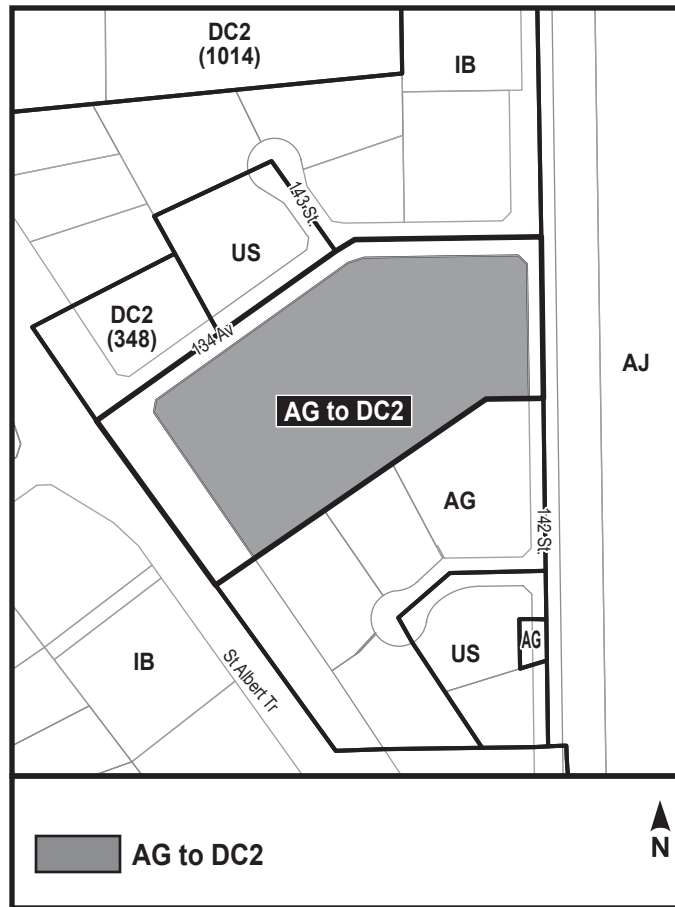 DC2
(1014)
IB
143 St.
US
DC2
(348)
134 Av
AJ
AG to DC2
AG
142 St.
US
AG
IB
St Albert Tr
AG to DC2
N